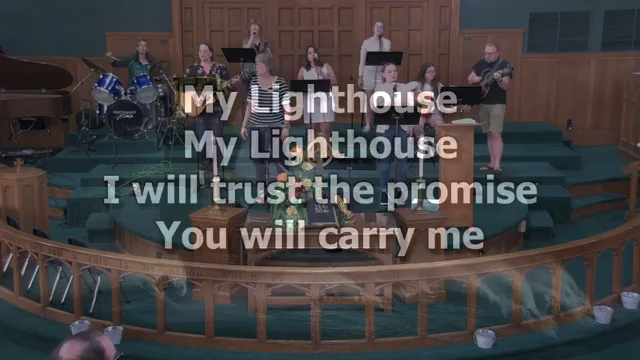 My Lighthouse
My Lighthouse
I will trust the promise
You will carry me